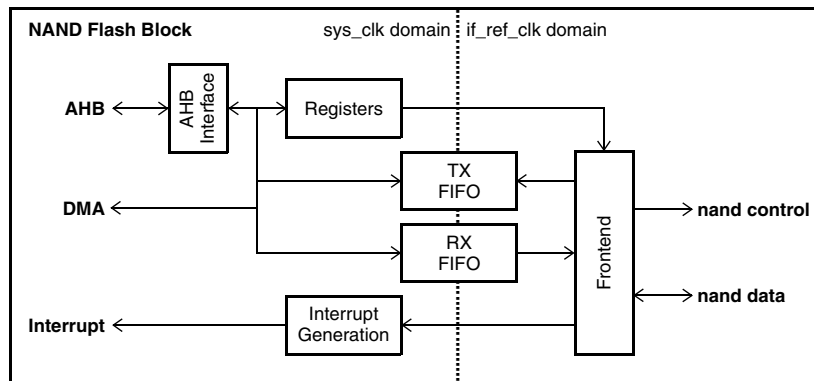 NAND Flash Block
sys_clk domain
if_ref_clk domain
AHB
AHB
Interface
Registers
TX
FIFO
DMA
RX
FIFO
Frontend
nand control
nand data
Interrupt
Interrupt
Generation